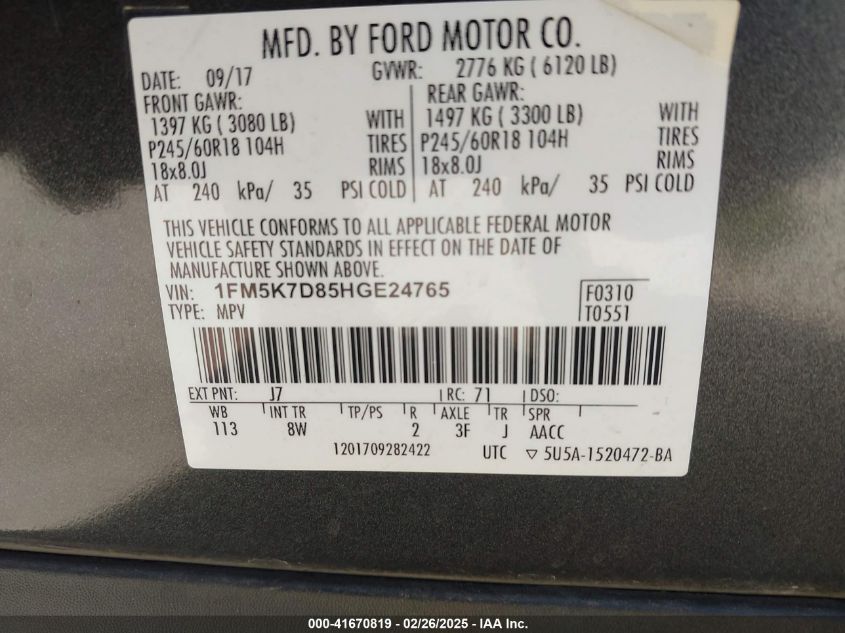 MFD. BY FORD MOTOR CO.
DATE: 09/17 GVWR: 2776 KG ( 6120 LB)
FRONT GAWR: REAR GAWR:
1397 KG ( 3080 LB) WITH 1497 KG ( 3300 LB) WITH
P245/60R18 104H TIRES P245/60R18 104H TIRES
18x8.0J RIMS 18x8.0J RIMS
AT 240 kPa/ 35 PSI COLD AT 240 kPa/ 35 PSI COLD
THIS VEHICLE CONFORMS TO ALL APPLICABLE FEDERAL MOTOR
VEHICLE SAFETY STANDARDS IN EFFECT ON THE DATE OF
MANUFACTURE SHOWN ABOVE.
VIN: 1FM5K7D85HGE24765 F0310
TYPE: MPV T0551
EXT PNT: J7 RC: 71 DSO:
WB INT TR TP/PS R AXLE TR SPR
113 8W 2 3F J AACC
1201709282422 UTC ▽ 5U5A-1520472-BA
000-41670819 - 02/26/2025 - IAA Inc.